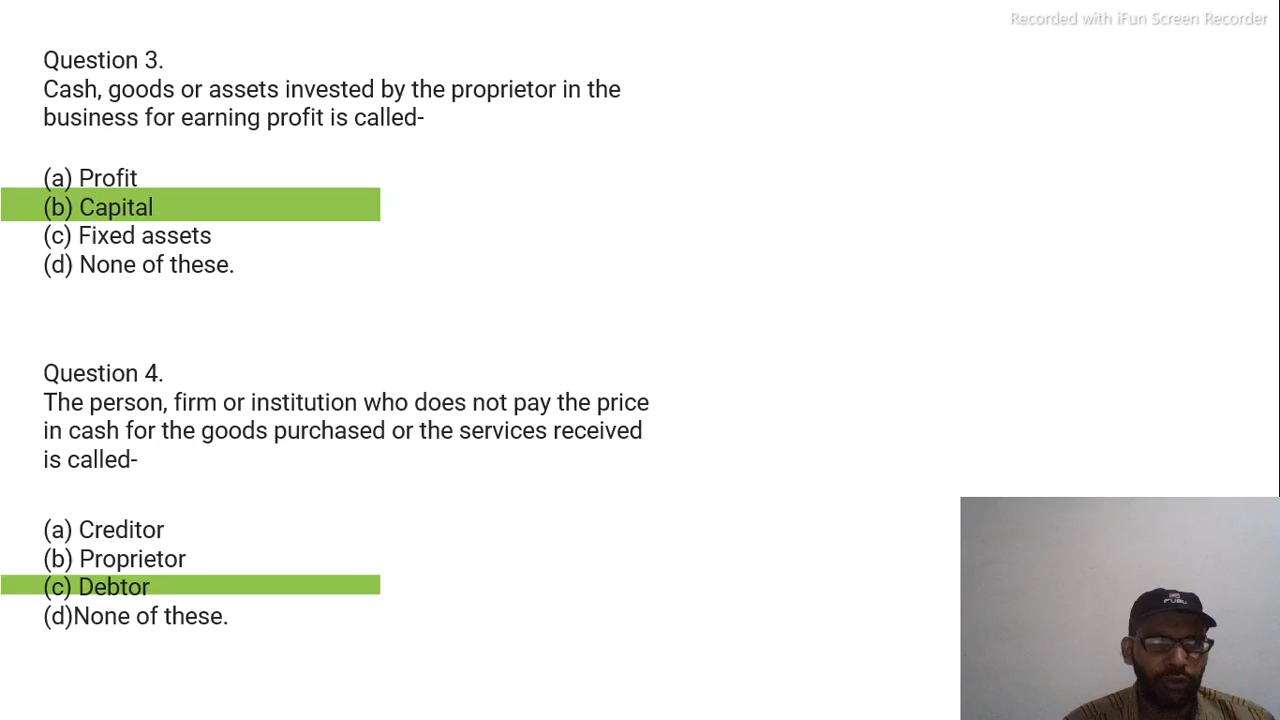 Recorded with iFun Screen Recorder
Question 3.
Cash, goods or assets invested by the proprietor in the
business for earning profit is called-
(a) Profit
(b) Capital
(c) Fixed assets
(d) None of these.
Question 4.
The person, firm or institution who does not pay the price
in cash for the goods purchased or the services received
is called-
(a) Creditor
(b) Proprietor
(c) Debtor
(d)None of these.
FUBU